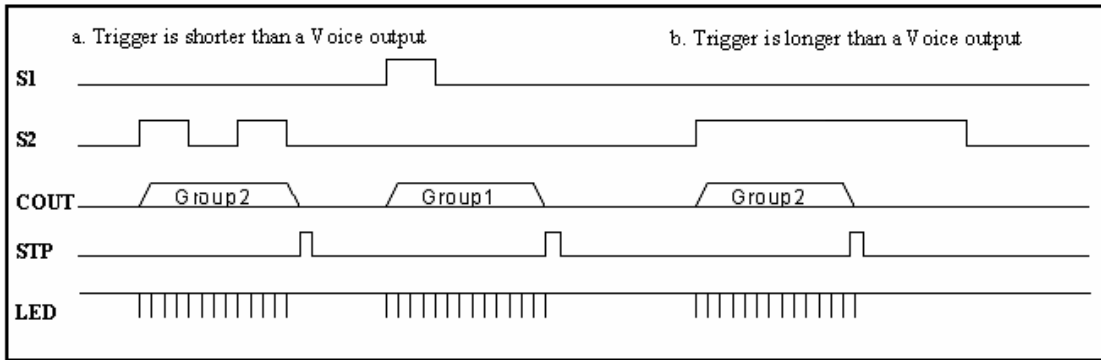 a. Trigger is shorter than a Voice output
b. Trigger is longer than a Voice output
S1
S2
COUT
Group2
Group1
Group2
STP
LED